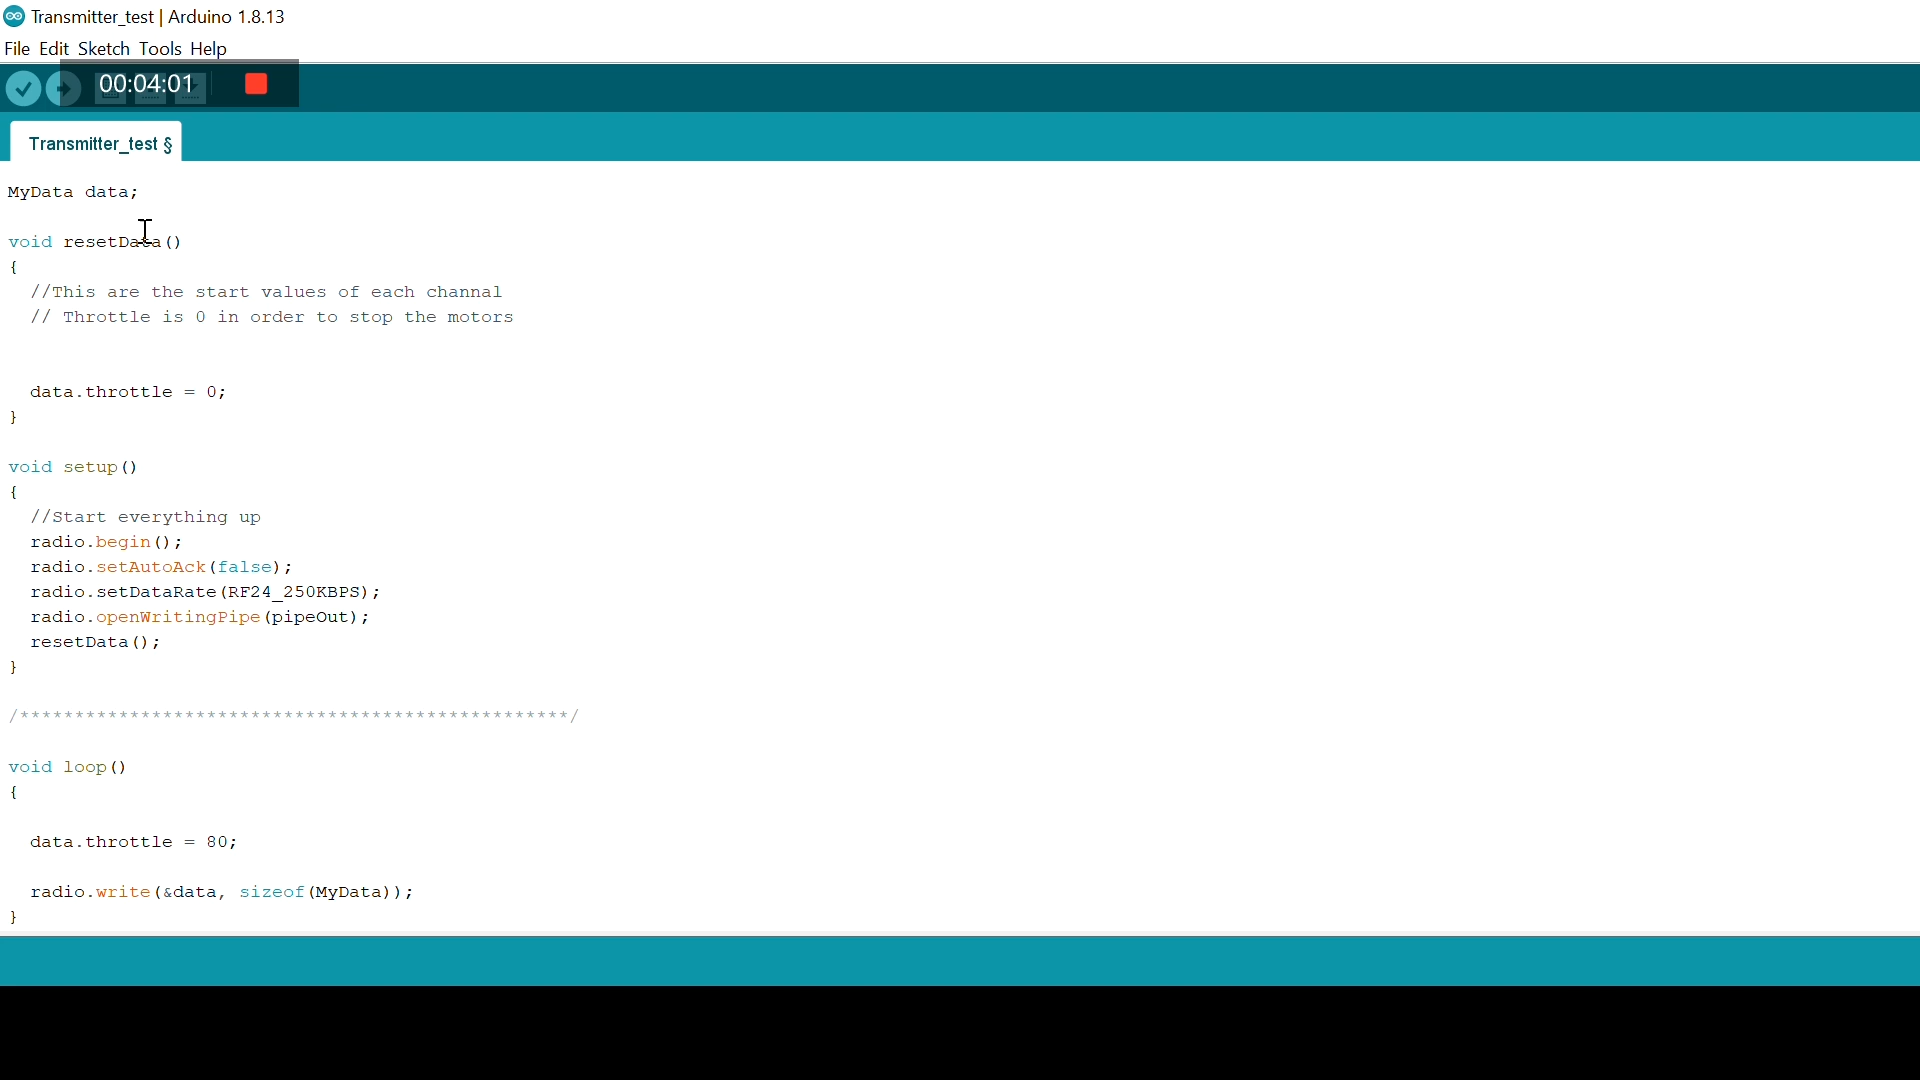 Transmitter_test | Arduino 1.8.13
File Edit Sketch Tools Help
00:04:01
Transmitter_test §
MyData data;
void resetData()
{
//This are the start values of each channal
// Throttle is 0 in order to stop the motors
data.throttle = 0;
}
void setup()
{
//Start everything up
radio.begin();
radio.setAutoAck(false);
radio.setDataRate(RF24_250KBPS);
radio.openWritingPipe(pipeOut);
resetData();
}
/**************************************************/
void loop()
{
data.throttle = 80;
radio.write(&data, sizeof(MyData));
}